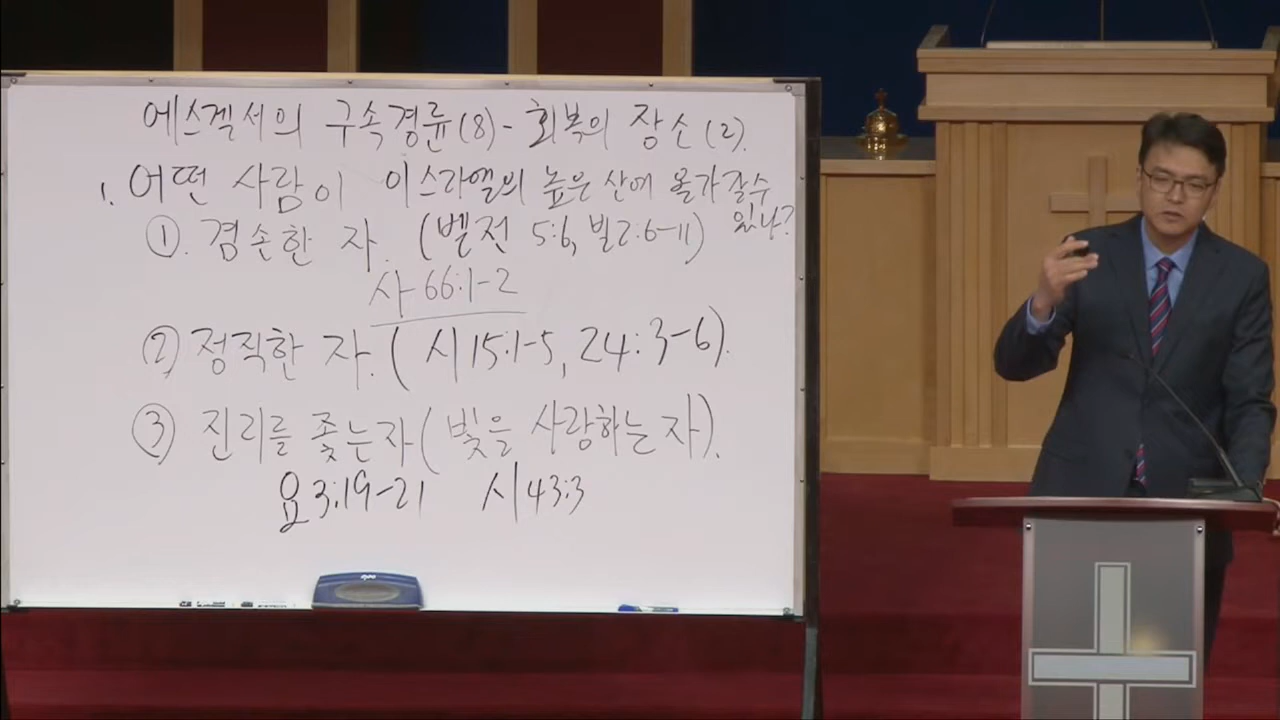 에스겔서의 구속경륜(8) - 회복의 장소(2).
1. 어떤 사람이 이스라엘의 높은 산에 올가갈수 있나?
①. 겸손한 자. (벧전 5:6, 빌2:6-11)
사 66:1-2
② 정직한 자. (시15:1-5, 24:3-6).
③ 진리를 좇는자 (빛을 사랑하는 자).
요3:19-21 시43:3